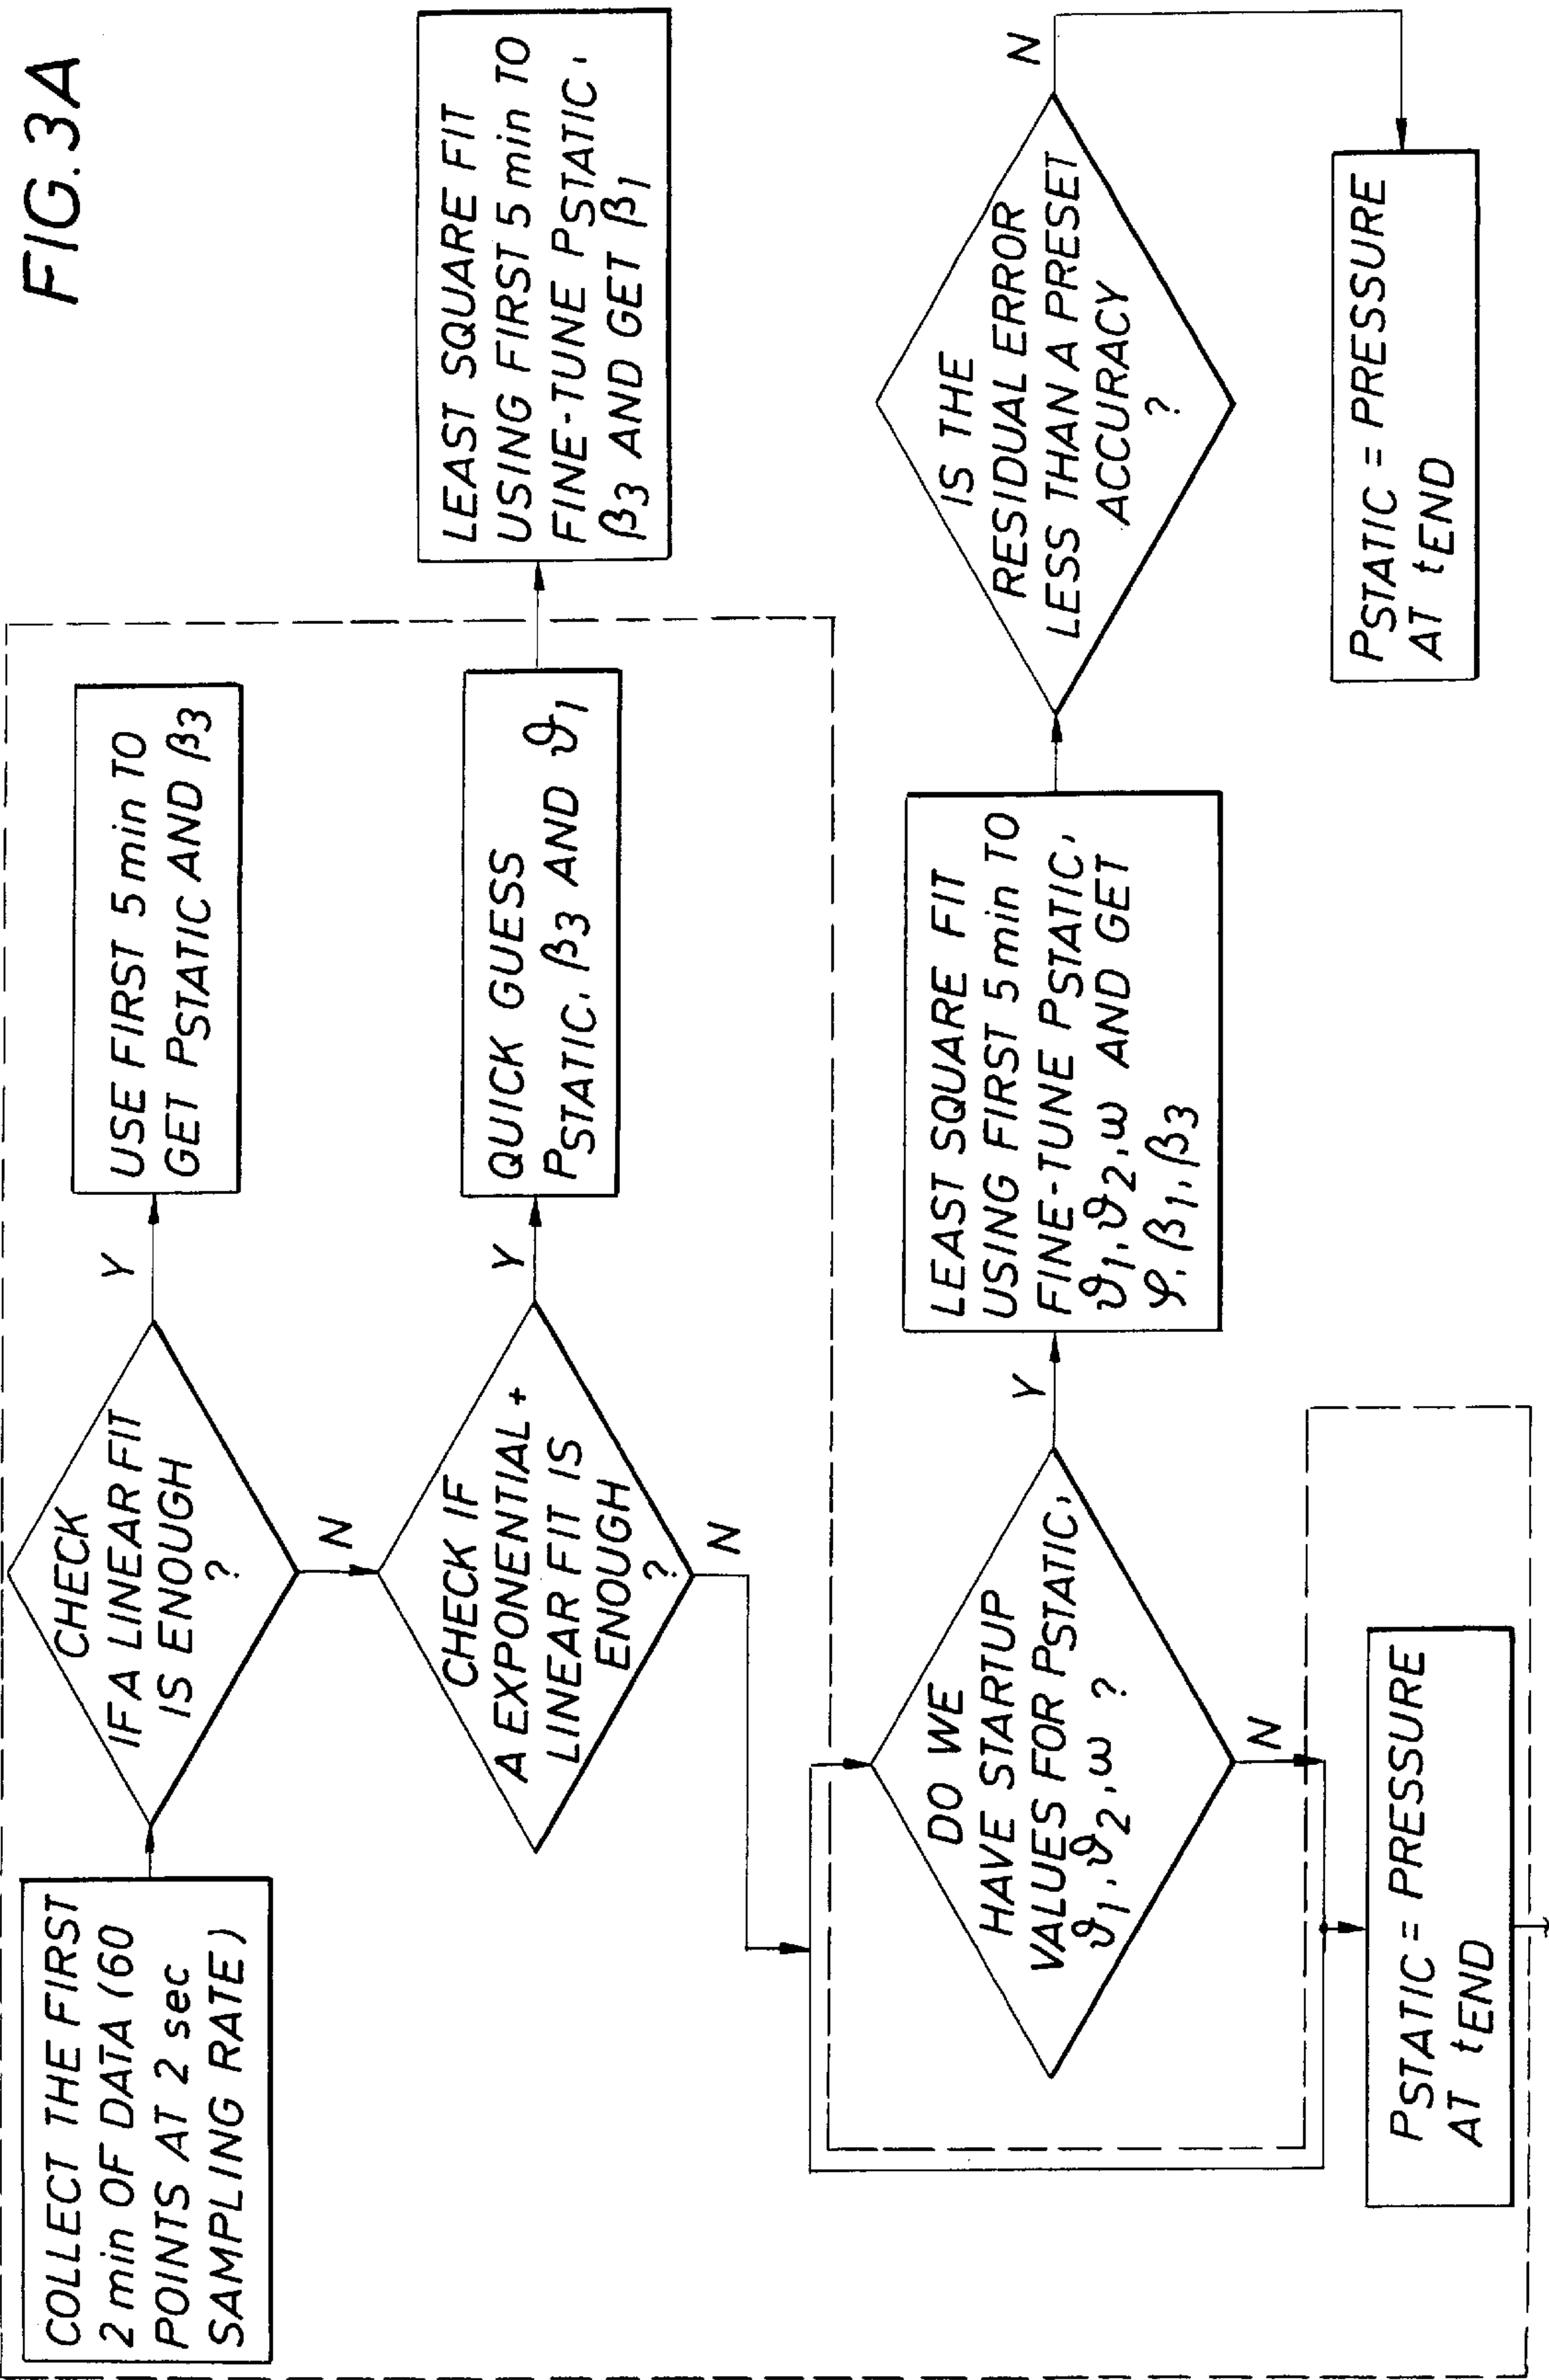 FIG. 3A
COLLECT THE FIRST
2 min OF DATA (60
POINTS AT 2 sec
SAMPLING RATE)
CHECK
IF A LINEAR FIT
IS ENOUGH
?
Y
USE FIRST 5 min TO
GET PSTATIC AND β3
N
CHECK IF
A EXPONENTIAL +
LINEAR FIT IS
ENOUGH
?
Y
QUICK GUESS
PSTATIC, β3 AND ϑ1
LEAST SQUARE FIT
USING FIRST 5 min TO
FINE-TUNE PSTATIC,
β3 AND GET β1
N
DO WE
HAVE STARTUP
VALUES FOR PSTATIC,
ϑ1, ϑ2, ω ?
Y
LEAST SQUARE FIT
USING FIRST 5 min TO
FINE-TUNE PSTATIC,
ϑ1, ϑ2, ω AND GET
φ, β1, β3
IS THE
RESIDUAL ERROR
LESS THAN A PRESET
ACCURACY
?
N
PSTATIC = PRESSURE
AT tEND
N
PSTATIC = PRESSURE
AT tEND